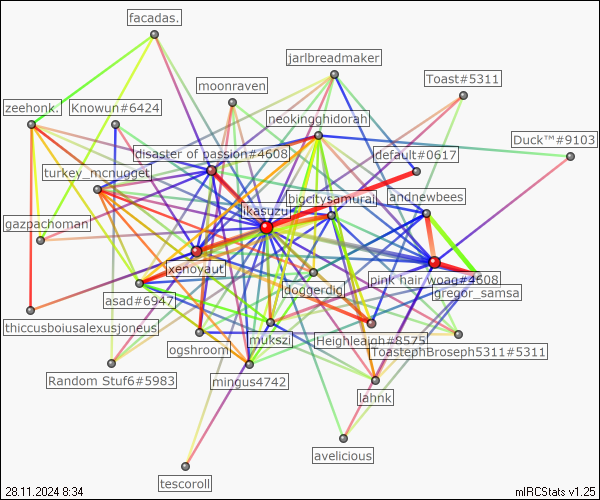 facadas.
jarlbreadmaker
moonraven
Toast#5311
zeehonk.
Knowun#6424
neokingghidorah
Duck™#9103
disaster of passion#4608
default#0617
turkey_mcnugget
bigcitysamurai
andnewbees
ikasuzu
gazpachoman
xenoyaut
pink hair woag#4608
doggerdig
gregor_samsa
asad#6947
thiccusboiusalexusjoneus
mukszi
Heighleaigh#8575
ogshroom
ToastephBroseph5311#5311
Random Stuf6#5983
mingus4742
lahnk
avelicious
tescoroll
28.11.2024 8:34
mIRCStats v1.25